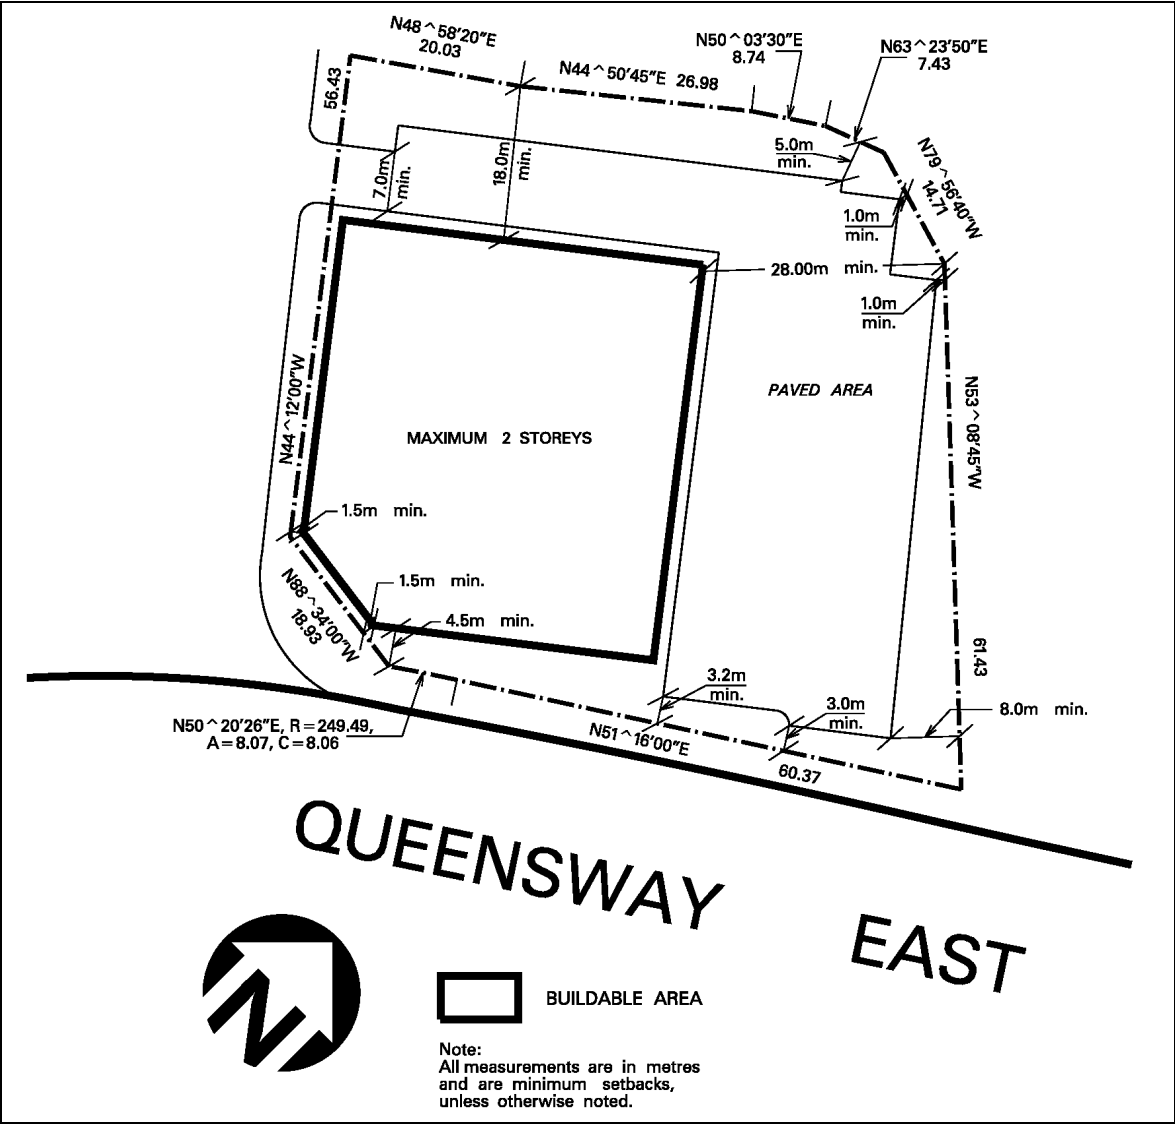 N48^58'20"E
20.03
N50^03'30"E
8.74
N63^23'50"E
7.43
N44^50'45"E 26.98
56.43
5.0m
min.
N79^56'40"W
14.71
18.0m
min.
7.0m
min.
1.0m
min.
28.00m min.
1.0m
min.
PAVED AREA
N53^08'45"W
N44^12'00"W
MAXIMUM 2 STOREYS
1.5m min.
1.5m min.
N88^34'00"W
18.93
4.5m min.
61.43
3.2m
min.
3.0m
min.
8.0m min.
N50^20'26"E, R=249.49,
A=8.07, C=8.06
N51^16'00"E
60.37
QUEENSWAY EAST
N
BUILDABLE AREA
Note:
All measurements are in metres
and are minimum setbacks,
unless otherwise noted.